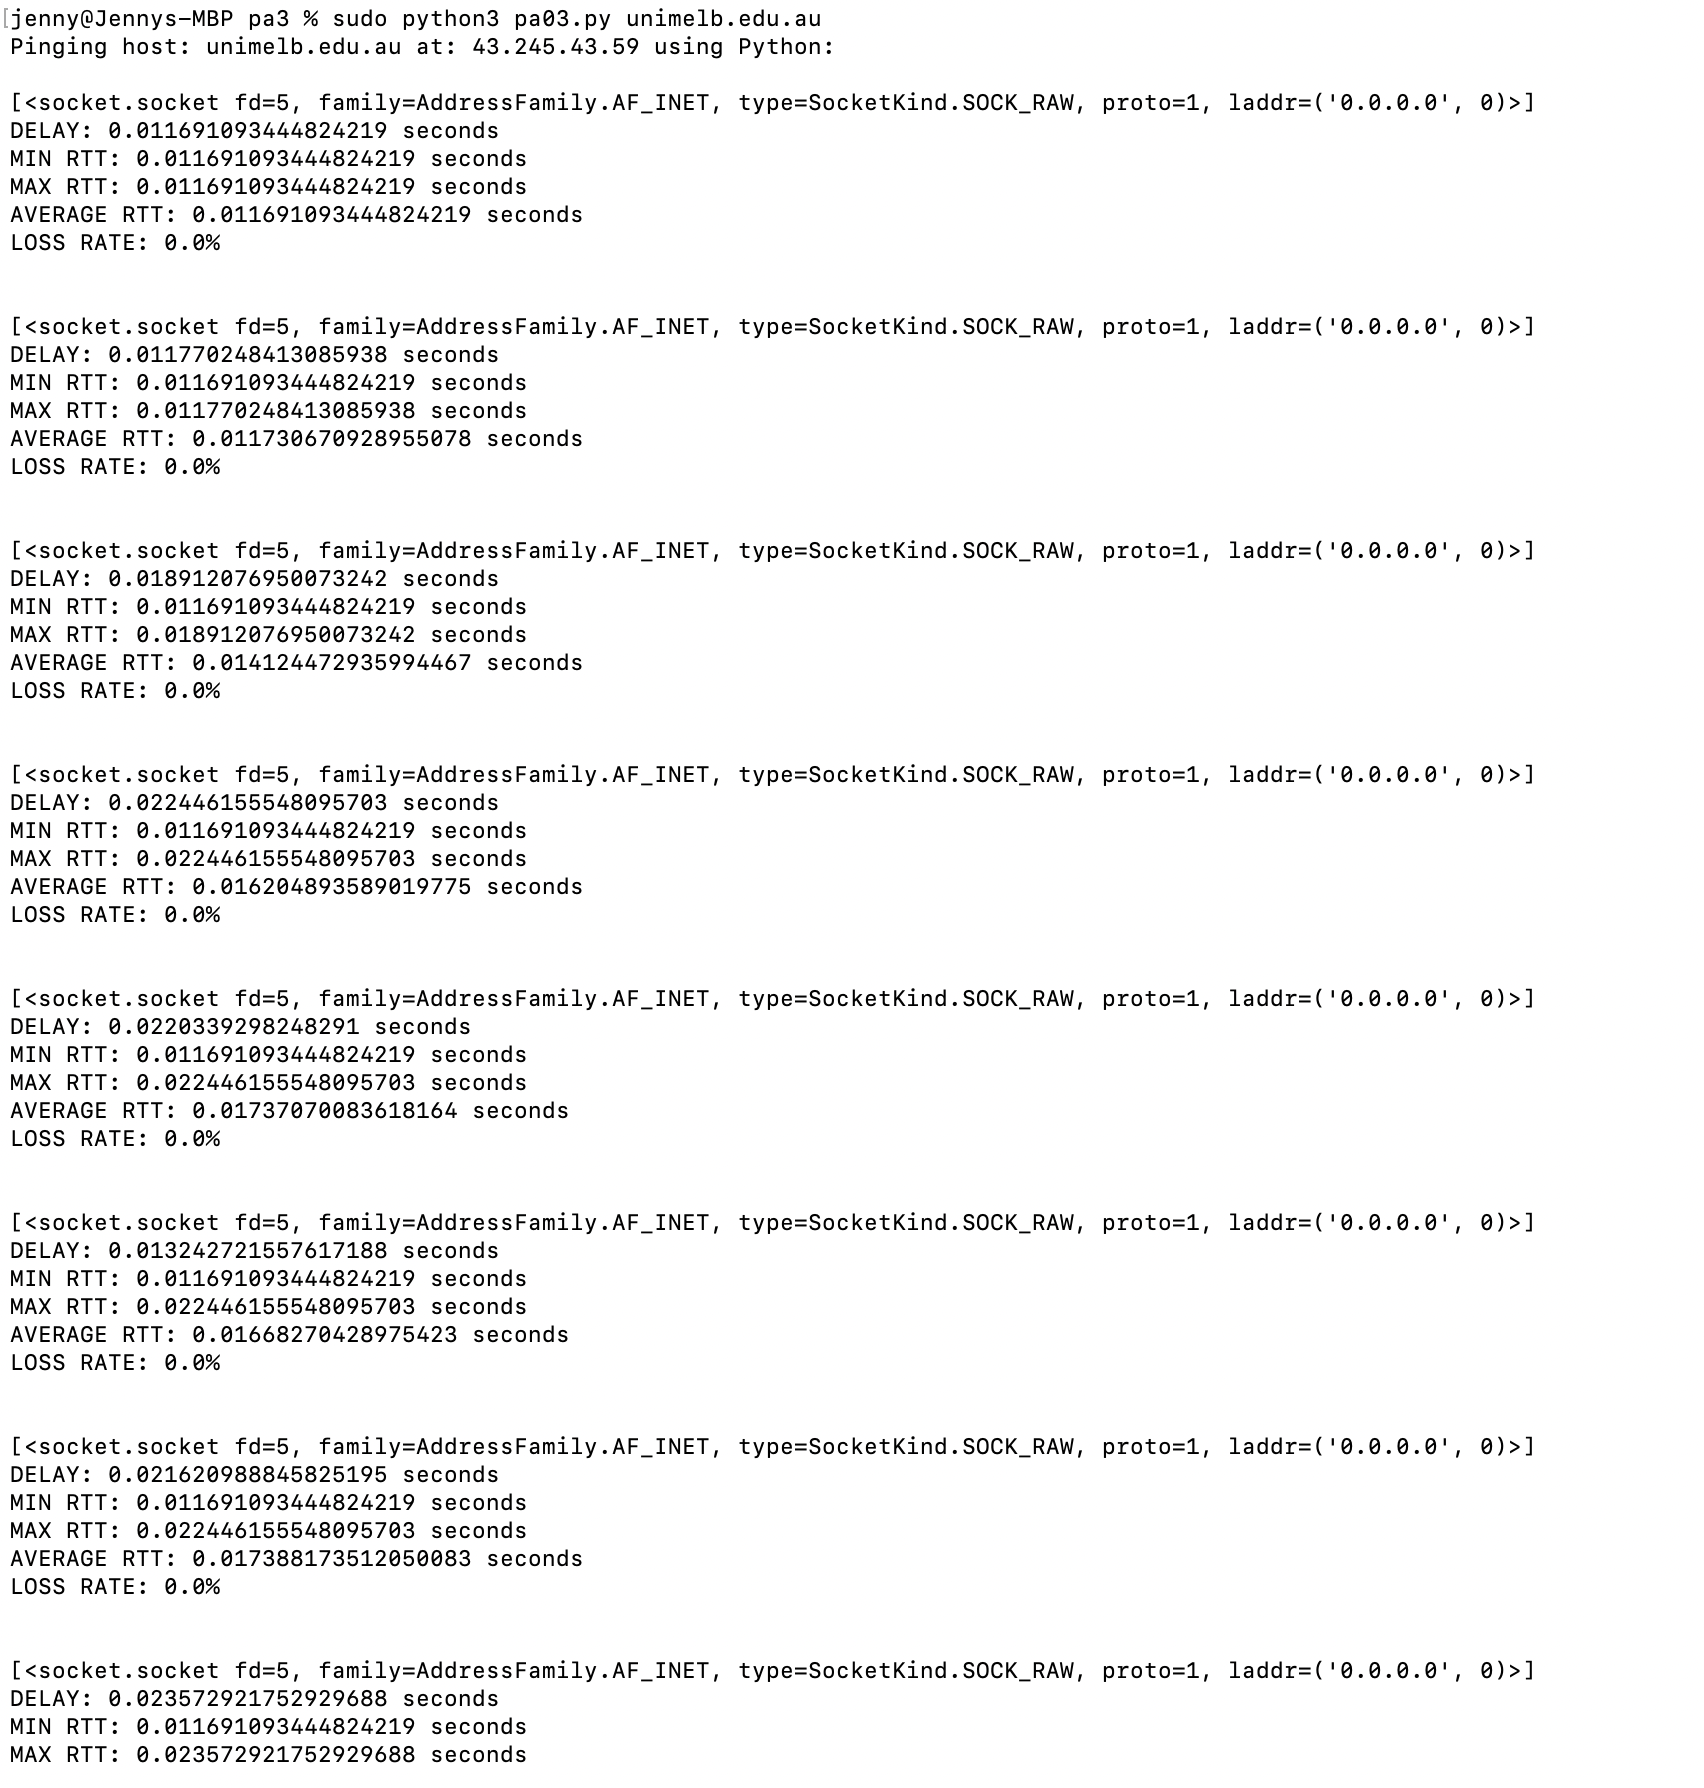 [jenny@Jennys-MBP pa3 % sudo python3 pa03.py unimelb.edu.au
Pinging host: unimelb.edu.au at: 43.245.43.59 using Python:
[<socket.socket fd=5, family=AddressFamily.AF_INET, type=SocketKind.SOCK_RAW, proto=1, laddr=('0.0.0.0', 0)>]
DELAY: 0.011691093444824219 seconds
MIN RTT: 0.011691093444824219 seconds
MAX RTT: 0.011691093444824219 seconds
AVERAGE RTT: 0.011691093444824219 seconds
LOSS RATE: 0.0%
[<socket.socket fd=5, family=AddressFamily.AF_INET, type=SocketKind.SOCK_RAW, proto=1, laddr=('0.0.0.0', 0)>]
DELAY: 0.011770248413085938 seconds
MIN RTT: 0.011691093444824219 seconds
MAX RTT: 0.011770248413085938 seconds
AVERAGE RTT: 0.011730670928955078 seconds
LOSS RATE: 0.0%
[<socket.socket fd=5, family=AddressFamily.AF_INET, type=SocketKind.SOCK_RAW, proto=1, laddr=('0.0.0.0', 0)>]
DELAY: 0.018912076950073242 seconds
MIN RTT: 0.011691093444824219 seconds
MAX RTT: 0.018912076950073242 seconds
AVERAGE RTT: 0.014124472935994467 seconds
LOSS RATE: 0.0%
[<socket.socket fd=5, family=AddressFamily.AF_INET, type=SocketKind.SOCK_RAW, proto=1, laddr=('0.0.0.0', 0)>]
DELAY: 0.022446155548095703 seconds
MIN RTT: 0.011691093444824219 seconds
MAX RTT: 0.022446155548095703 seconds
AVERAGE RTT: 0.016204893589019775 seconds
LOSS RATE: 0.0%
[<socket.socket fd=5, family=AddressFamily.AF_INET, type=SocketKind.SOCK_RAW, proto=1, laddr=('0.0.0.0', 0)>]
DELAY: 0.0220339298248291 seconds
MIN RTT: 0.011691093444824219 seconds
MAX RTT: 0.022446155548095703 seconds
AVERAGE RTT: 0.01737070083618164 seconds
LOSS RATE: 0.0%
[<socket.socket fd=5, family=AddressFamily.AF_INET, type=SocketKind.SOCK_RAW, proto=1, laddr=('0.0.0.0', 0)>]
DELAY: 0.013242721557617188 seconds
MIN RTT: 0.011691093444824219 seconds
MAX RTT: 0.022446155548095703 seconds
AVERAGE RTT: 0.01668270428975423 seconds
LOSS RATE: 0.0%
[<socket.socket fd=5, family=AddressFamily.AF_INET, type=SocketKind.SOCK_RAW, proto=1, laddr=('0.0.0.0', 0)>]
DELAY: 0.021620988845825195 seconds
MIN RTT: 0.011691093444824219 seconds
MAX RTT: 0.022446155548095703 seconds
AVERAGE RTT: 0.017388173512050083 seconds
LOSS RATE: 0.0%
[<socket.socket fd=5, family=AddressFamily.AF_INET, type=SocketKind.SOCK_RAW, proto=1, laddr=('0.0.0.0', 0)>]
DELAY: 0.023572921752929688 seconds
MIN RTT: 0.011691093444824219 seconds
MAX RTT: 0.023572921752929688 seconds